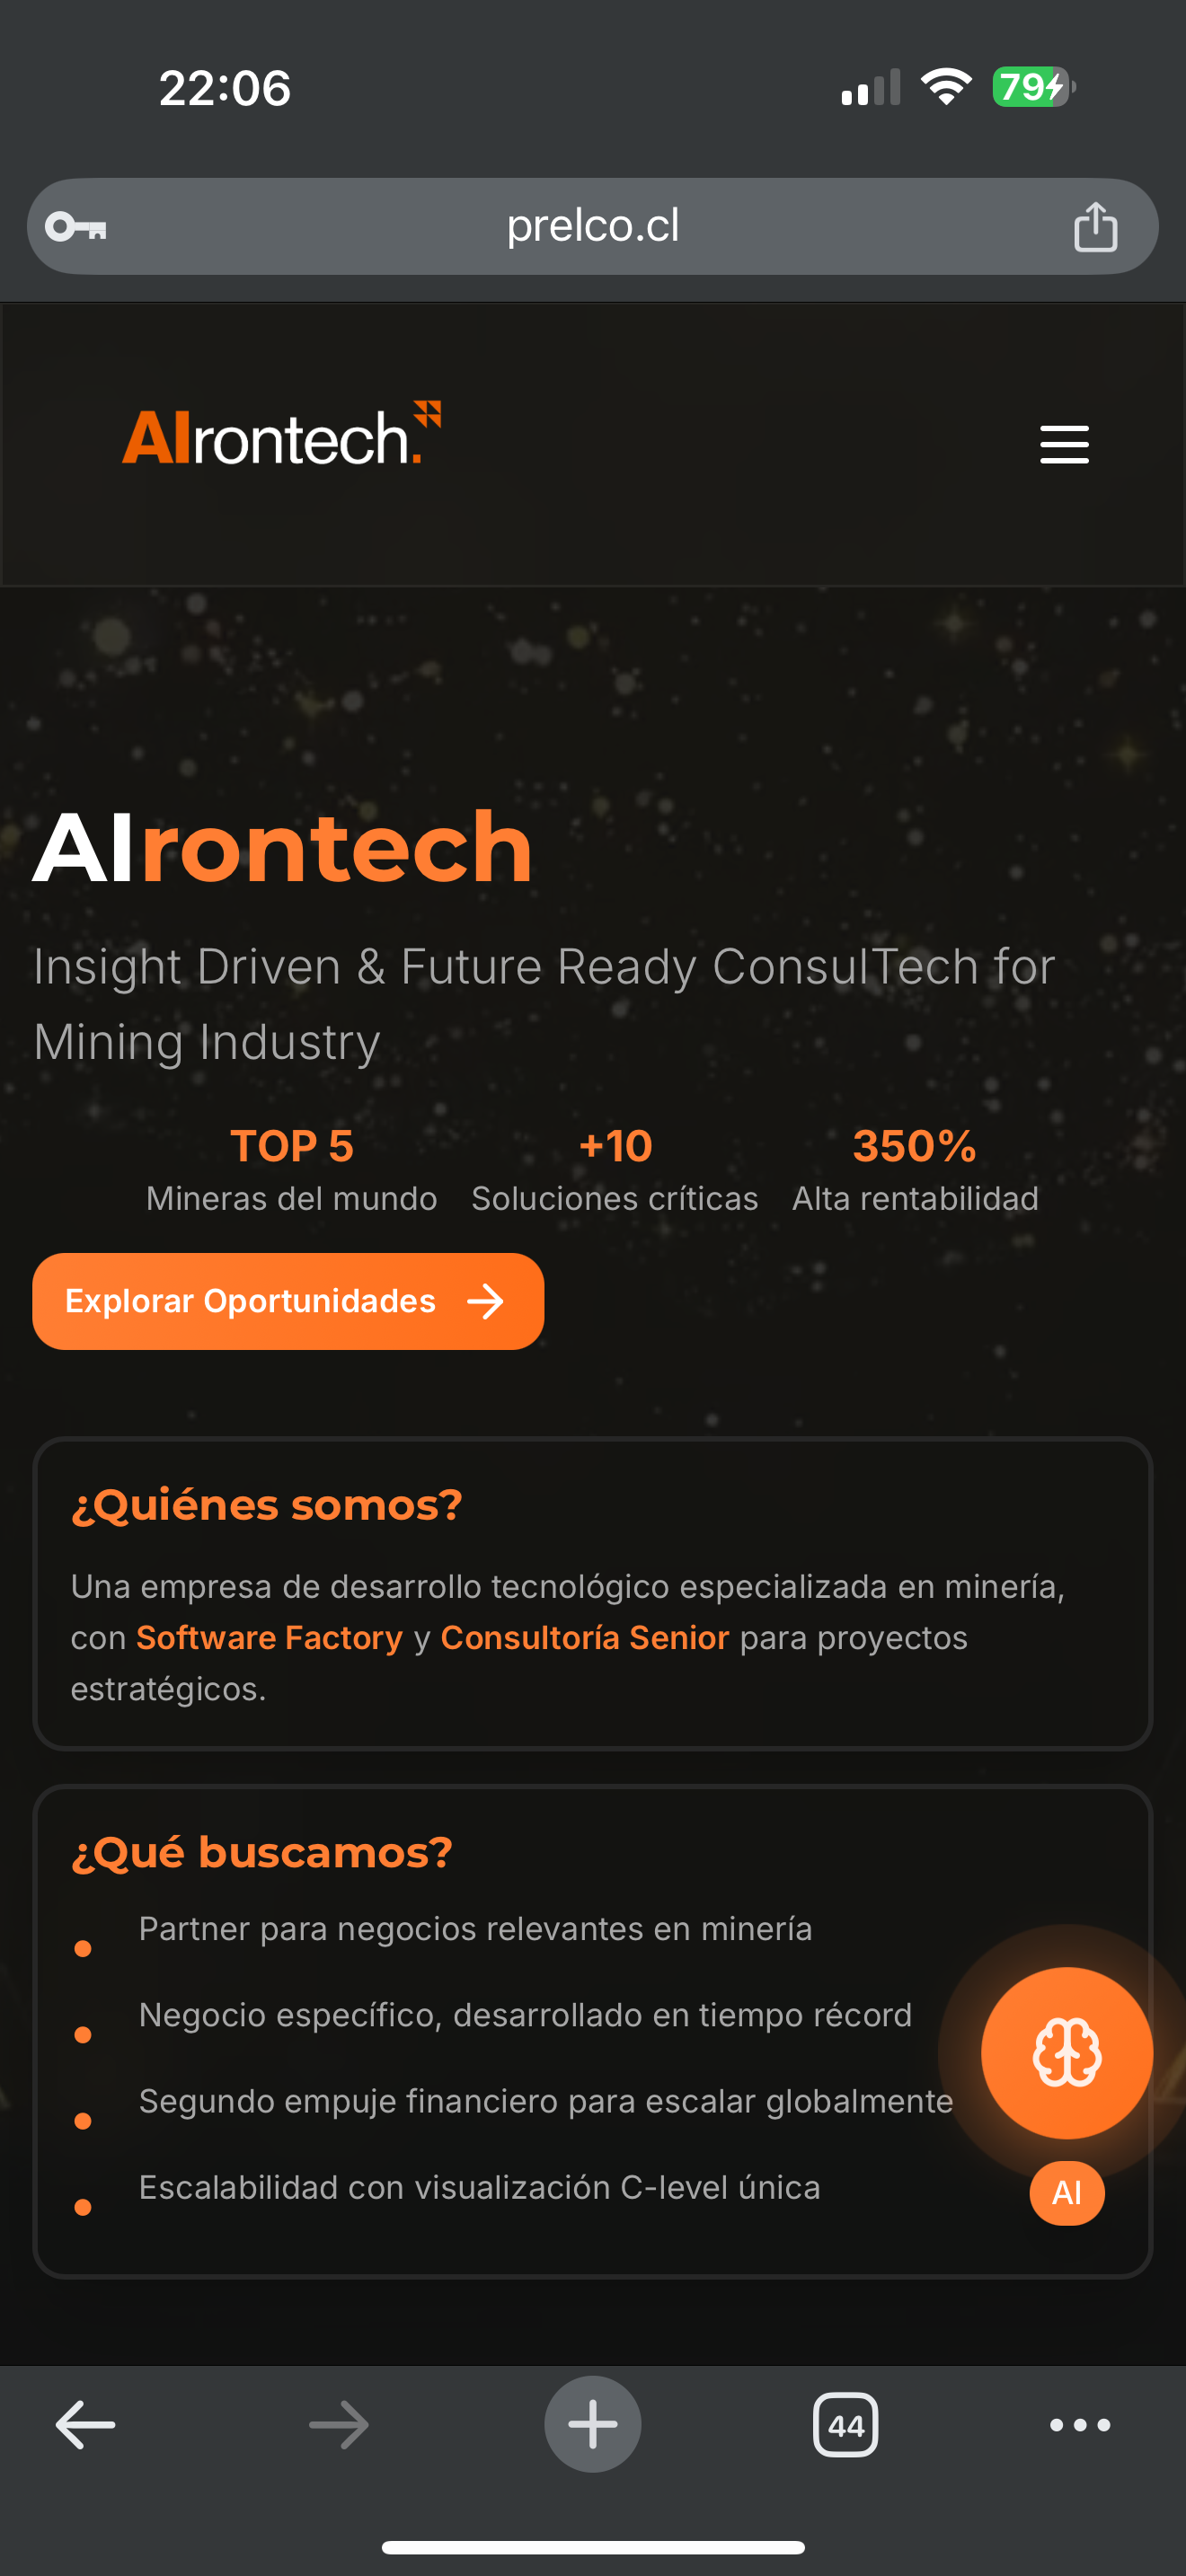 22:06
79
prelco.cl
AIrontech.
AIrontech
Insight Driven & Future Ready ConsulTech for
Mining Industry
TOP 5
Mineras del mundo
+10
Soluciones críticas
350%
Alta rentabilidad
Explorar Oportunidades
¿Quiénes somos?
Una empresa de desarrollo tecnológico especializada en minería,
con Software Factory y Consultoría Senior para proyectos
estratégicos.
¿Qué buscamos?
Partner para negocios relevantes en minería
Negocio específico, desarrollado en tiempo récord
Segundo empuje financiero para escalar globalmente
Escalabilidad con visualización C-level única
AI
44